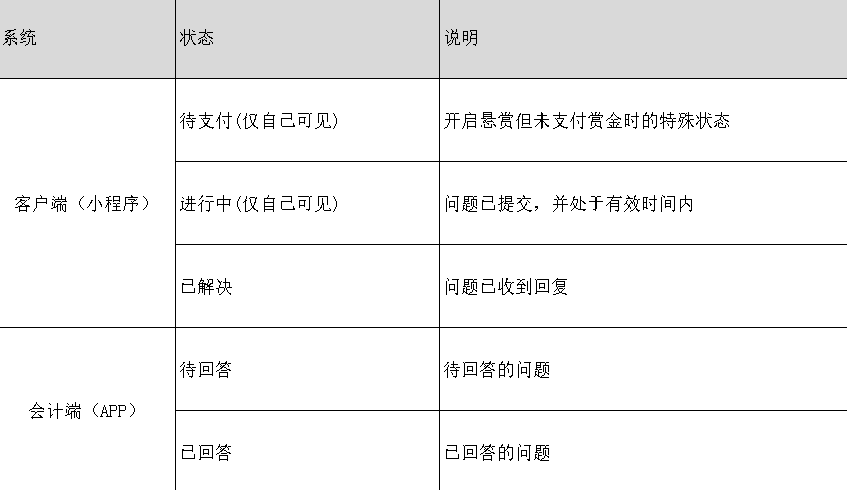 系统 状态 说明
待支付(仅自己可见) 开启悬赏但未支付赏金时的特殊状态
客户端（小程序） 进行中(仅自己可见) 问题已提交，并处于有效时间内
已解决 问题已收到回复
待回答 待回答的问题
会计端（APP）
已回答 已回答的问题